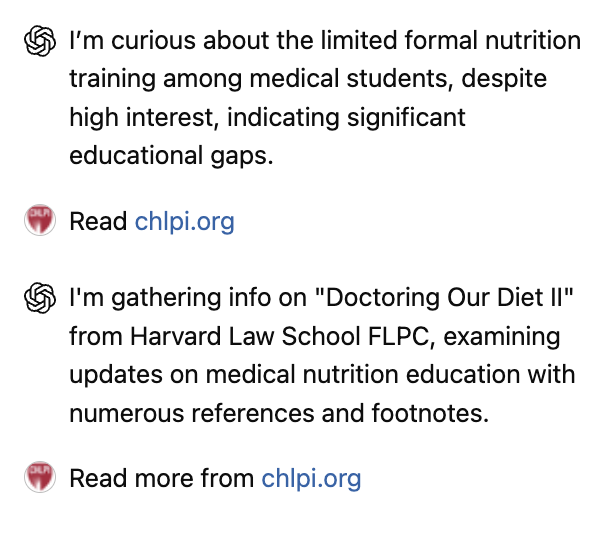 I’m curious about the limited formal nutrition
training among medical students, despite
high interest, indicating significant
educational gaps.
Read chlpi.org
I'm gathering info on "Doctoring Our Diet II"
from Harvard Law School FLPC, examining
updates on medical nutrition education with
numerous references and footnotes.
Read more from chlpi.org